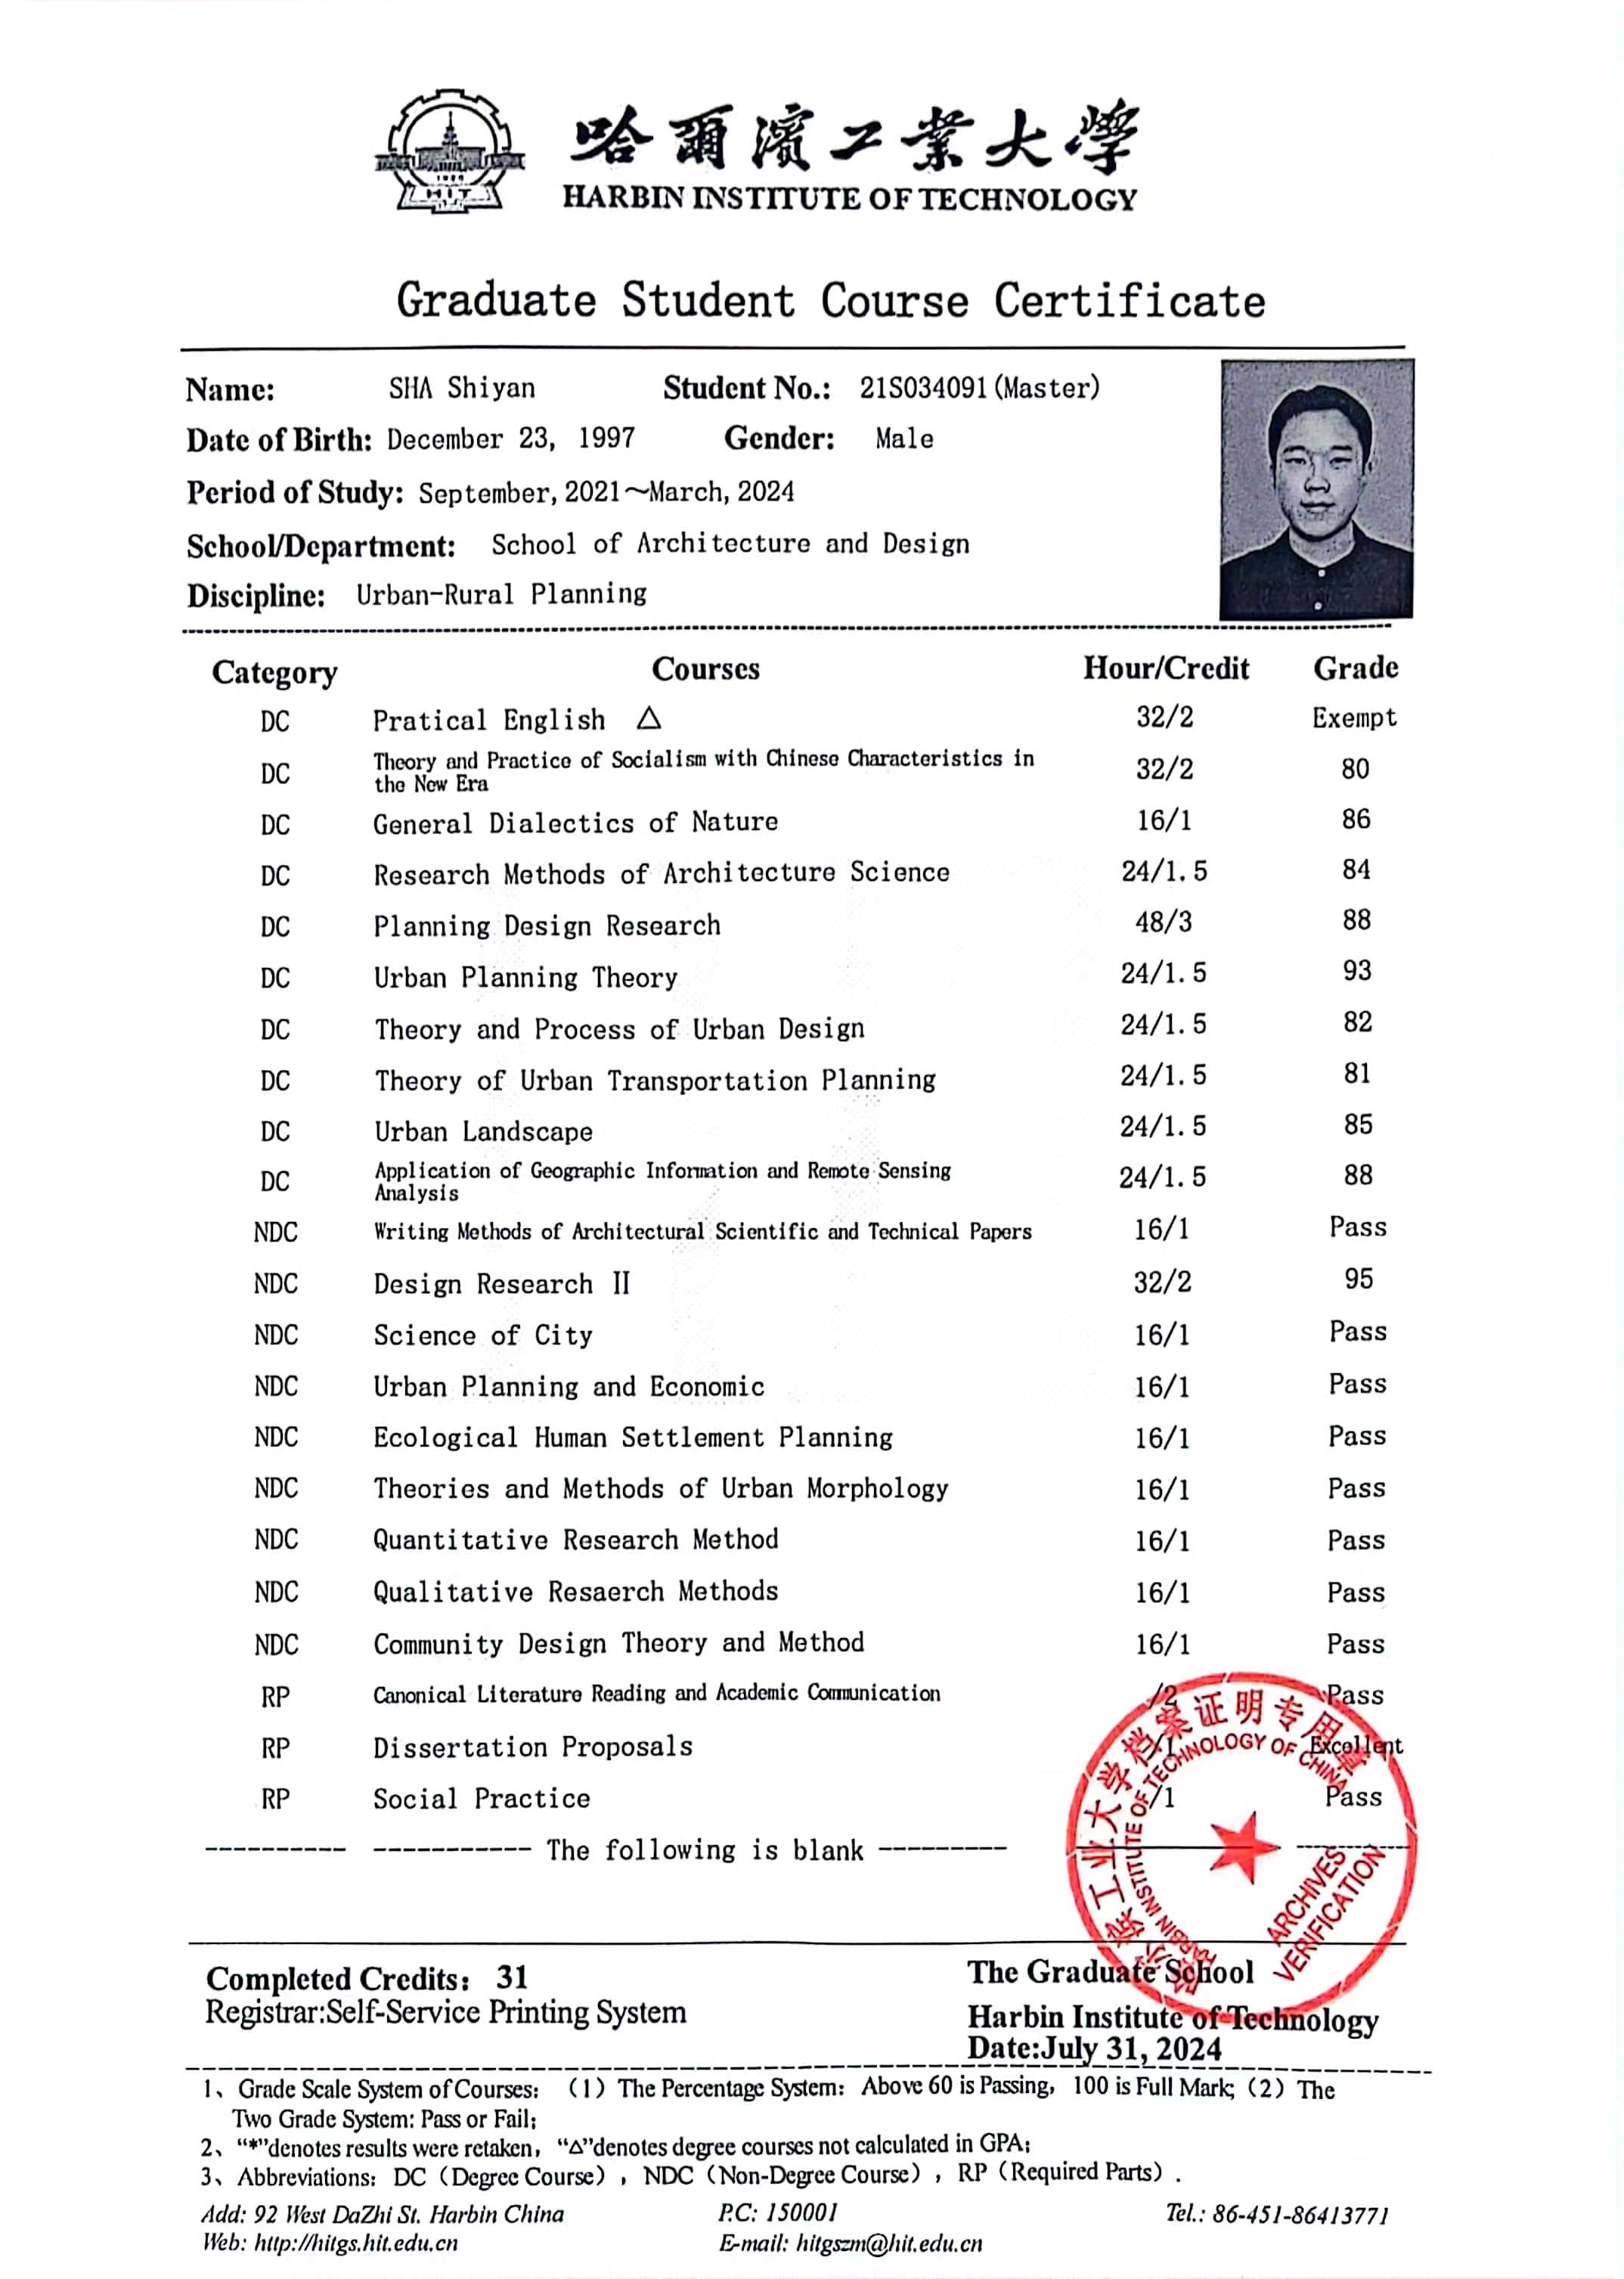 哈爾濱工業大學
HARBIN INSTITUTE OF TECHNOLOGY
1920
HIT
Graduate Student Course Certificate
Name: SHA Shiyan Student No.: 21S034091(Master)
Date of Birth: December 23, 1997 Gender: Male
Period of Study: September, 2021～March, 2024
School/Department: School of Architecture and Design
Discipline: Urban-Rural Planning
Category Courses Hour/Credit Grade
DC Pratical English △ 32/2 Exempt
DC Theory and Practice of Socialism with Chinese Characteristics in
the New Era 32/2 80
DC General Dialectics of Nature 16/1 86
DC Research Methods of Architecture Science 24/1.5 84
DC Planning Design Research 48/3 88
DC Urban Planning Theory 24/1.5 93
DC Theory and Process of Urban Design 24/1.5 82
DC Theory of Urban Transportation Planning 24/1.5 81
DC Urban Landscape 24/1.5 85
DC Application of Geographic Information and Remote Sensing
Analysis 24/1.5 88
NDC Writing Methods of Architectural Scientific and Technical Papers 16/1 Pass
NDC Design Research II 32/2 95
NDC Science of City 16/1 Pass
NDC Urban Planning and Economic 16/1 Pass
NDC Ecological Human Settlement Planning 16/1 Pass
NDC Theories and Methods of Urban Morphology 16/1 Pass
NDC Quantitative Research Method 16/1 Pass
NDC Qualitative Resaerch Methods 16/1 Pass
NDC Community Design Theory and Method 16/1 Pass
RP Canonical Literature Reading and Academic Communication /2 Pass
RP Dissertation Proposals /1 Excellent
RP Social Practice /1 Pass
---------- ----------- The following is blank ---------
哈尔滨工业大学档案证明专用章
HARBIN INSTITUTE OF TECHNOLOGY OF CHINA
ARCHIVES
VERIFICATION
Completed Credits: 31 The Graduate School
Registrar:Self-Service Printing System Harbin Institute of Technology
Date:July 31, 2024
1、Grade Scale System of Courses: （1）The Percentage System: Above 60 is Passing, 100 is Full Mark;（2）The
Two Grade System: Pass or Fail;
2、“*”denotes results were retaken, “△”denotes degree courses not calculated in GPA;
3、Abbreviations: DC（Degree Course）, NDC（Non-Degree Course）, RP（Required Parts）.
Add: 92 West DaZhi St. Harbin China P.C: 150001 Tel.: 86-451-86413771
Web: http://hitgs.hit.edu.cn E-mail: hitgszm@hit.edu.cn